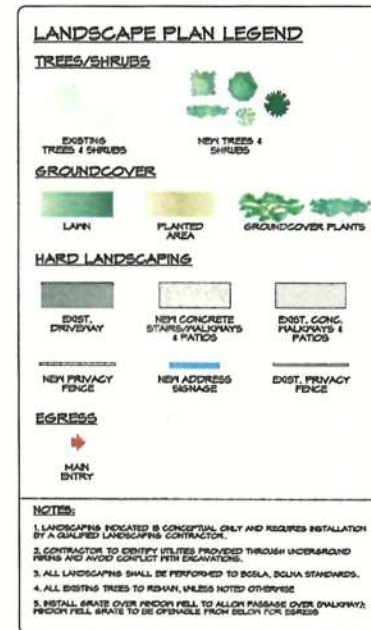 LANDSCAPE PLAN LEGEND
TREES/SHRUBS
EXISTING
TREES & SHRUBS
NEW TREES &
SHRUBS
GROUNDCOVER
LAWN
PLANTED
AREA
GROUNDCOVER PLANTS
HARD LANDSCAPING
EXIST.
DRIVEWAY
NEW CONCRETE
STAIRS/WALKWAYS
& PATIOS
EXIST. CONC.
WALKWAYS &
PATIOS
NEW PRIVACY
FENCE
NEW ADDRESS
SIGNAGE
EXIST. PRIVACY
FENCE
EGRESS
MAIN
ENTRY
NOTES:
1. LANDSCAPING INDICATED IS CONCEPTUAL ONLY AND REQUIRES INSTALLATION
BY A QUALIFIED LANDSCAPING CONTRACTOR.
2. CONTRACTOR TO IDENTIFY UTILITES PROVIDED THROUGH UNDERGROUND
WIRING AND AVOID CONFLICT WITH EXCAVATIONS.
3. ALL LANDSCAPING SHALL BE PERFORMED TO BCSLA, BCLNA STANDARDS.
4. ALL EXISTING TREES TO REMAIN, UNLESS NOTED OTHERWISE
5. INSTALL GRATE OVER WINDOW WELL TO ALLOW PASSAGE OVER (WALKWAY);
WINDOW WELL GRATE TO BE OPENABLE FROM BELOW FOR EGRESS